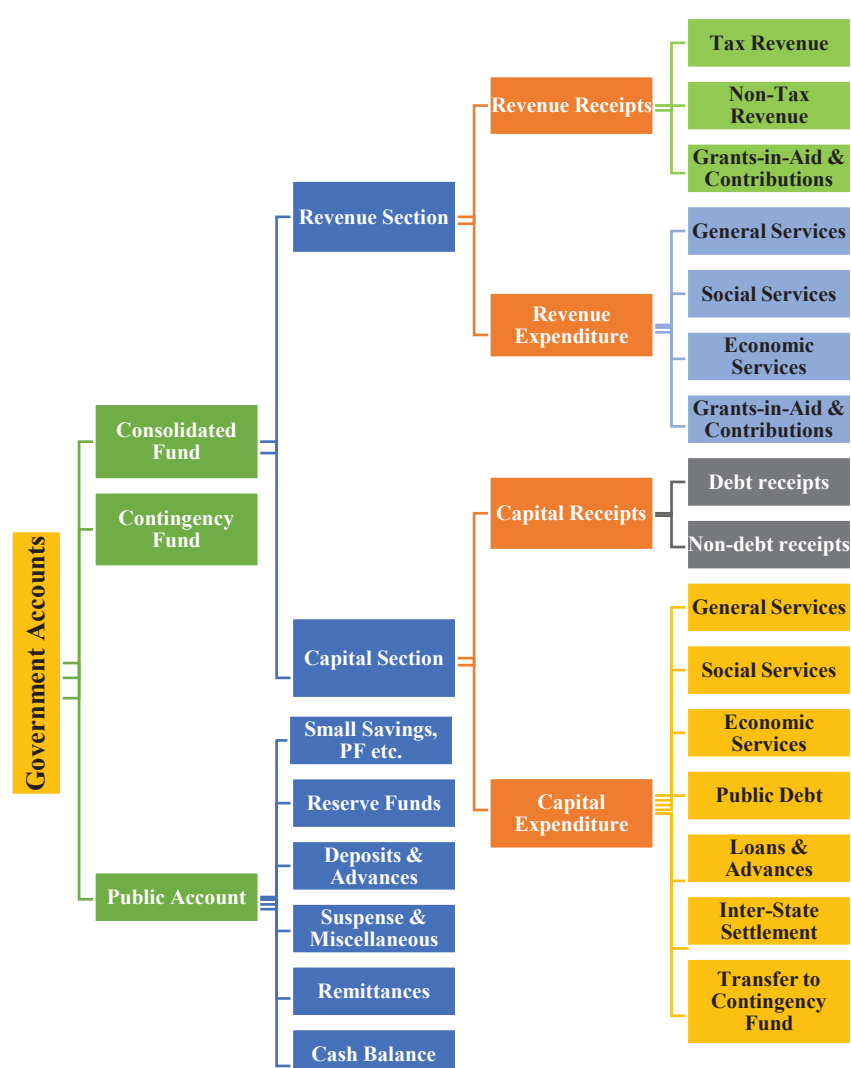 Government Accounts
Consolidated
Fund
Contingency
Fund
Public Account
Revenue Section
Capital Section
Small Savings,
PF etc.
Reserve Funds
Deposits &
Advances
Suspense &
Miscellaneous
Remittances
Cash Balance
Revenue Receipts
Revenue
Expenditure
Capital Receipts
Capital
Expenditure
Tax Revenue
Non-Tax
Revenue
Grants-in-Aid &
Contributions
General Services
Social Services
Economic
Services
Grants-in-Aid &
Contributions
Debt receipts
Non-debt receipts
General Services
Social Services
Economic
Services
Public Debt
Loans &
Advances
Inter-State
Settlement
Transfer to
Contingency
Fund